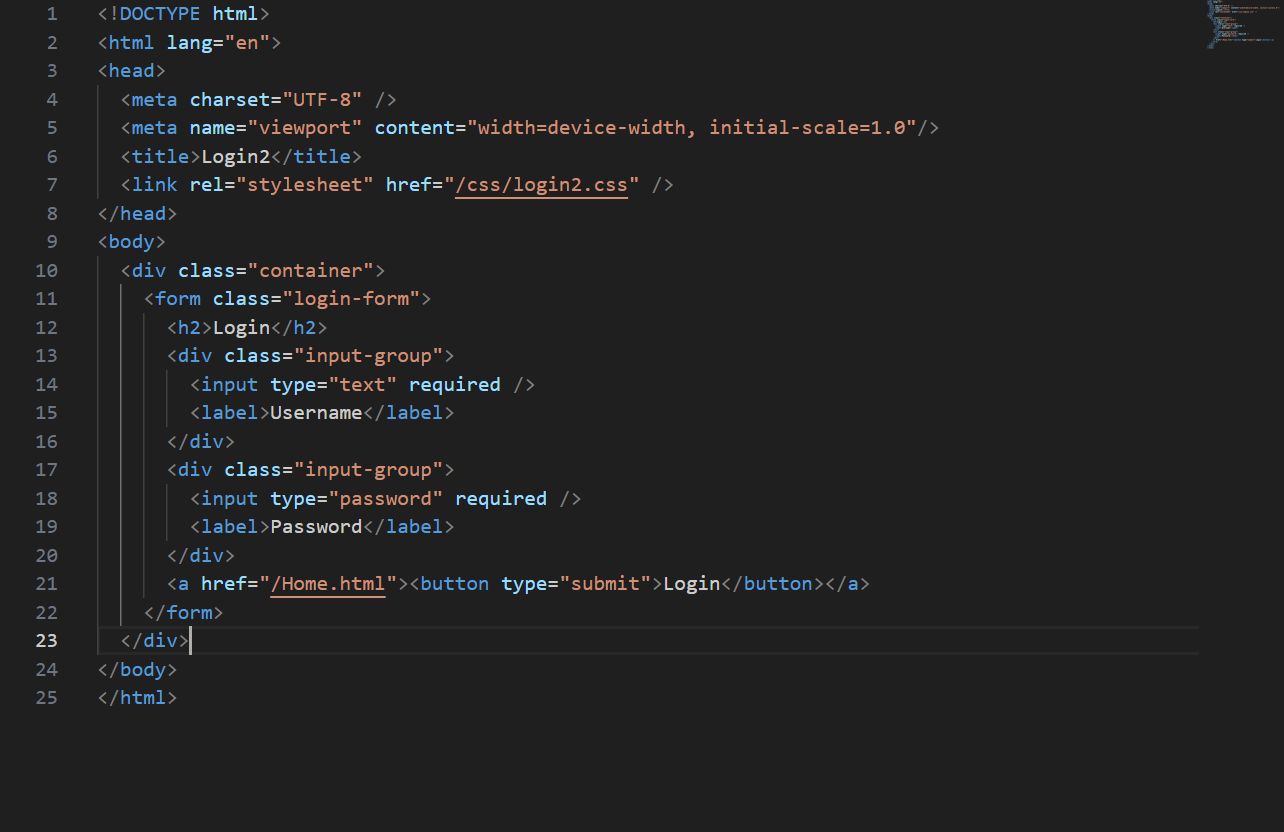 1 <!DOCTYPE html>
2 <html lang="en">
3 <head>
4   <meta charset="UTF-8" />
5   <meta name="viewport" content="width=device-width, initial-scale=1.0"/>
6   <title>Login2</title>
7   <link rel="stylesheet" href="/css/login2.css" />
8 </head>
9 <body>
10   <div class="container">
11     <form class="login-form">
12       <h2>Login</h2>
13       <div class="input-group">
14         <input type="text" required />
15         <label>Username</label>
16       </div>
17       <div class="input-group">
18         <input type="password" required />
19         <label>Password</label>
20       </div>
21       <a href="/Home.html"><button type="submit">Login</button></a>
22     </form>
23   </div>
24 </body>
25 </html>